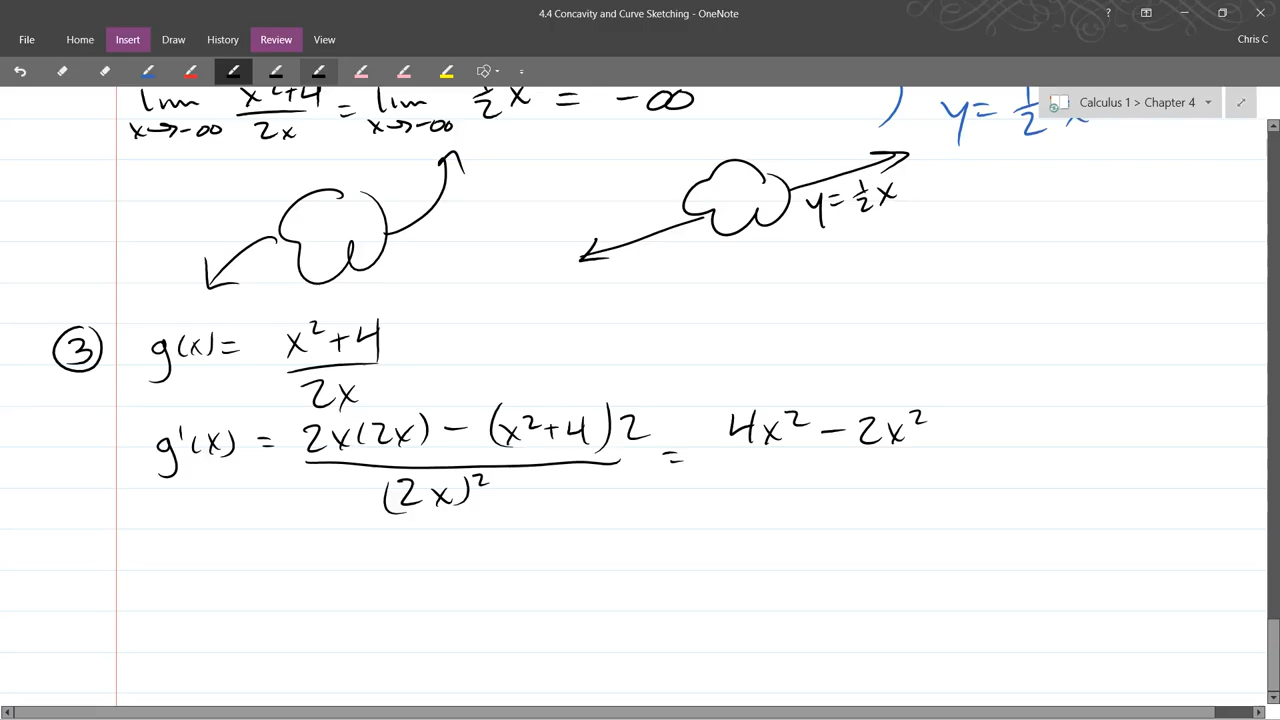 4.4 Concavity and Curve Sketching - OneNote
File Home Insert Draw History Review View Chris C
Calculus 1 > Chapter 4
lim x→-∞ (x²+4)/2x = lim x→-∞ ½x = -∞ ) y = ½x
y = ½x
③ g(x) = (x²+4)/2x
g'(x) = (2x(2x) - (x²+4)2)/(2x)² = 4x² - 2x²